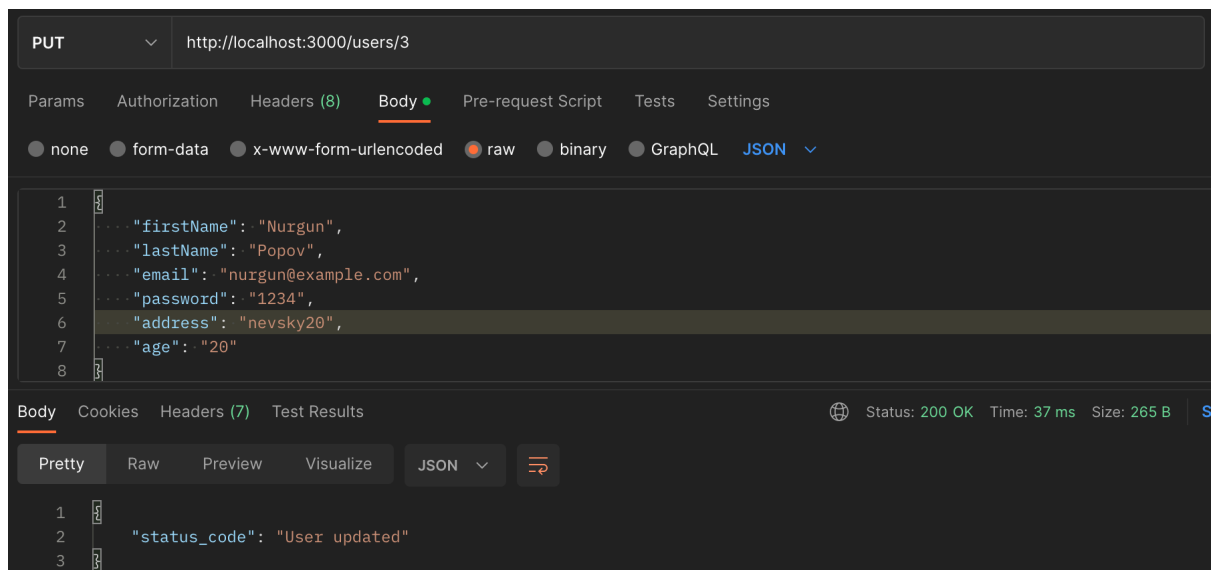 PUT http://localhost:3000/users/3
Params Authorization Headers (8) Body Pre-request Script Tests Settings
none form-data x-www-form-urlencoded raw binary GraphQL JSON
1 {
2 ····"firstName":·"Nurgun",
3 ····"lastName":·"Popov",
4 ····"email":·"nurgun@example.com",
5 ····"password":·"1234",
6 ····"address":·"nevsky20",
7 ····"age":·"20"
8 }
Body Cookies Headers (7) Test Results Status: 200 OK Time: 37 ms Size: 265 B S
Pretty Raw Preview Visualize JSON
1 {
2 "status_code": "User updated"
3 }